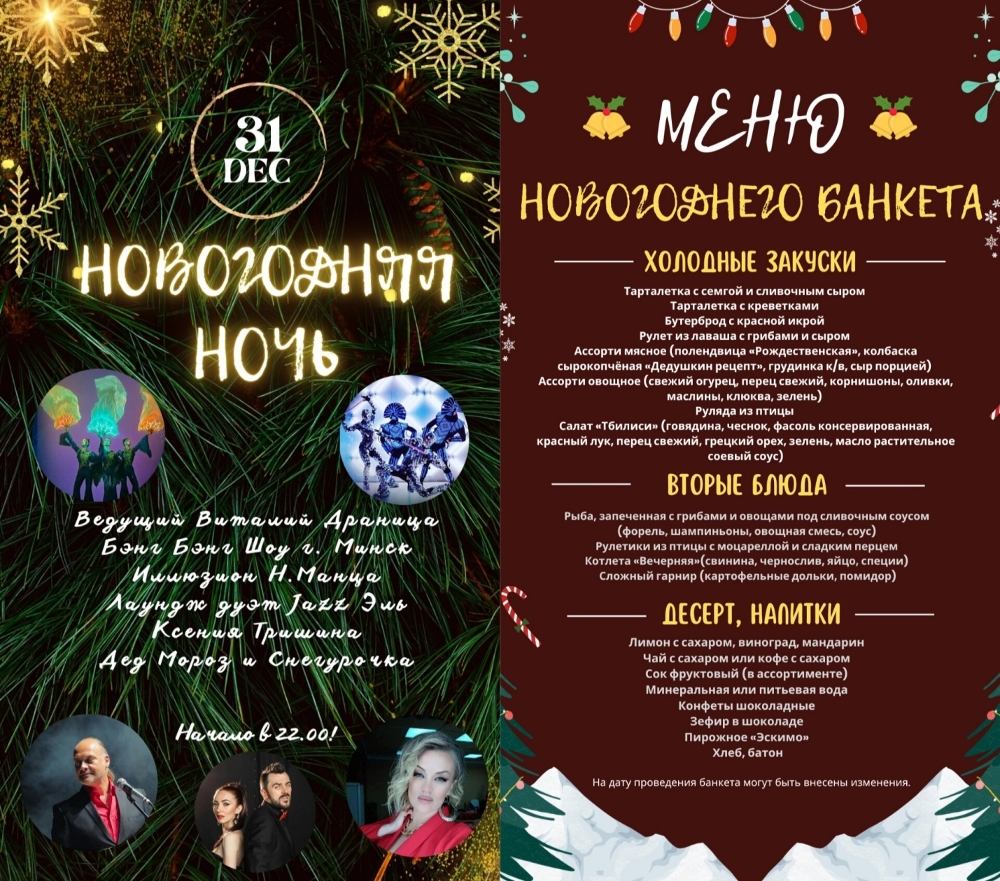 31
DEC
НОВОГОДНЯЯ
НОЧЬ
Ведущий Виталий Драница
Бэнг Бэнг Шоу г. Минск
Иллюзион Н.Манца
Лаундж дуэт Jazz Эль
Ксения Тришина
Дед Мороз и Снегурочка
Начало в 22.00!
МЕНЮ
НОВОГОДНЕГО БАНКЕТА
ХОЛОДНЫЕ ЗАКУСКИ
Тарталетка с семгой и сливочным сыром
Тарталетка с креветками
Бутерброд с красной икрой
Рулет из лаваша с грибами и сыром
Ассорти мясное (полендвица «Рождественская», колбаска
сырокопчёная «Дедушкин рецепт», грудинка к/в, сыр порцией)
Ассорти овощное (свежий огурец, перец свежий, корнишоны, оливки,
маслины, клюква, зелень)
Руляда из птицы
Салат «Тбилиси» (говядина, чеснок, фасоль консервированная,
красный лук, перец свежий, грецкий орех, зелень, масло растительное
соевый соус)
ВТОРЫЕ БЛЮДА
Рыба, запеченная с грибами и овощами под сливочным соусом
(форель, шампиньоны, овощная смесь, соус)
Рулетики из птицы с моцареллой и сладким перцем
Котлета «Вечерняя»(свинина, чернослив, яйцо, специи)
Сложный гарнир (картофельные дольки, помидор)
ДЕСЕРТ, НАПИТКИ
Лимон с сахаром, виноград, мандарин
Чай с сахаром или кофе с сахаром
Сок фруктовый (в ассортименте)
Минеральная или питьевая вода
Конфеты шоколадные
Зефир в шоколаде
Пирожное «Эскимо»
Хлеб, батон
На дату проведения банкета могут быть внесены изменения.